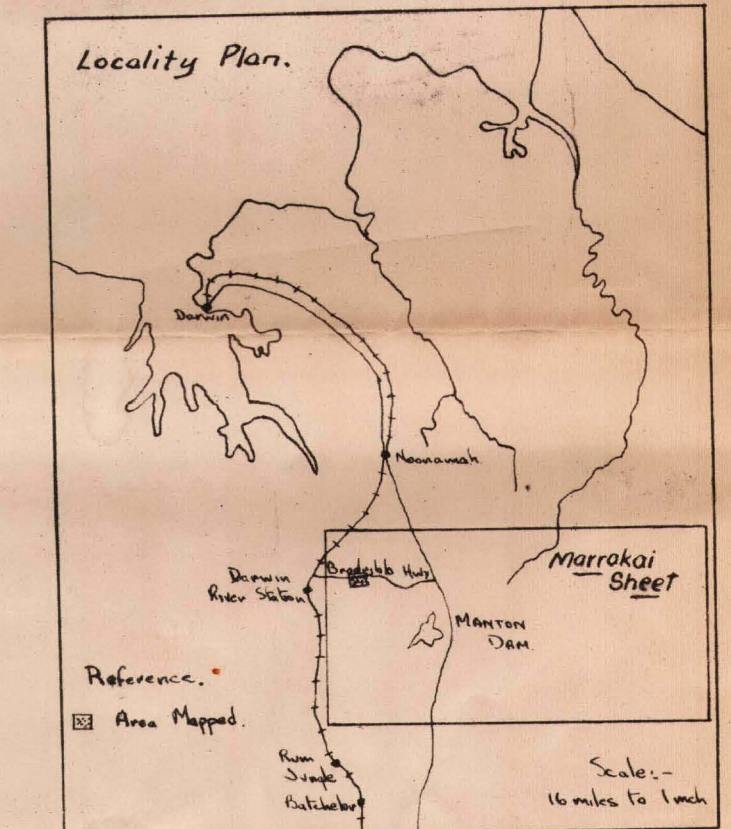 Locality Plan.
Darwin
Noonamah
Marrakai
Sheet
Darwin
River Station
MANTON
DAM.
Reference.
Area Mapped.
Rum
Jungle
Batchelor
Scale:-
16 miles to 1 inch